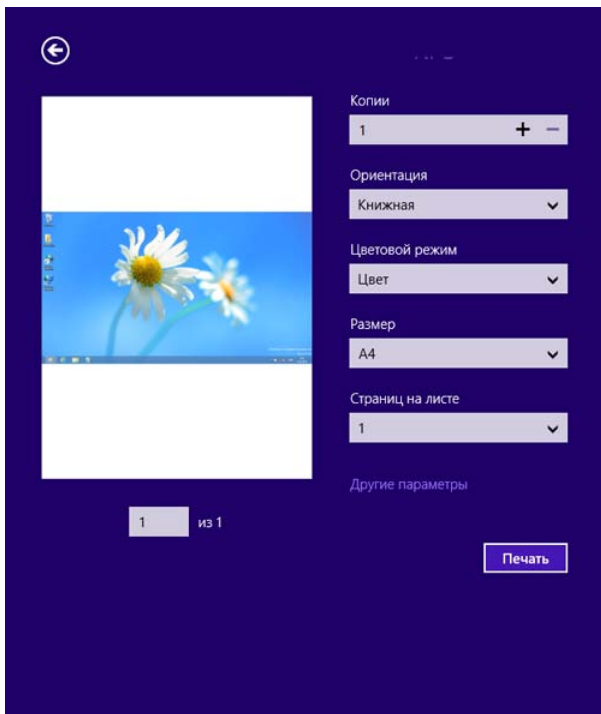 Копии
1
Ориентация
Книжная
Цветовой режим
Цвет
Размер
A4
Страниц на листе
1
Другие параметры
1 из 1
Печать